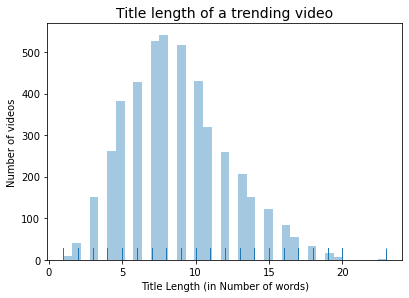 Title length of a trending video
Number of videos
500
400
300
200
100
0
0 5 10 15 20
Title Length (in Number of words)